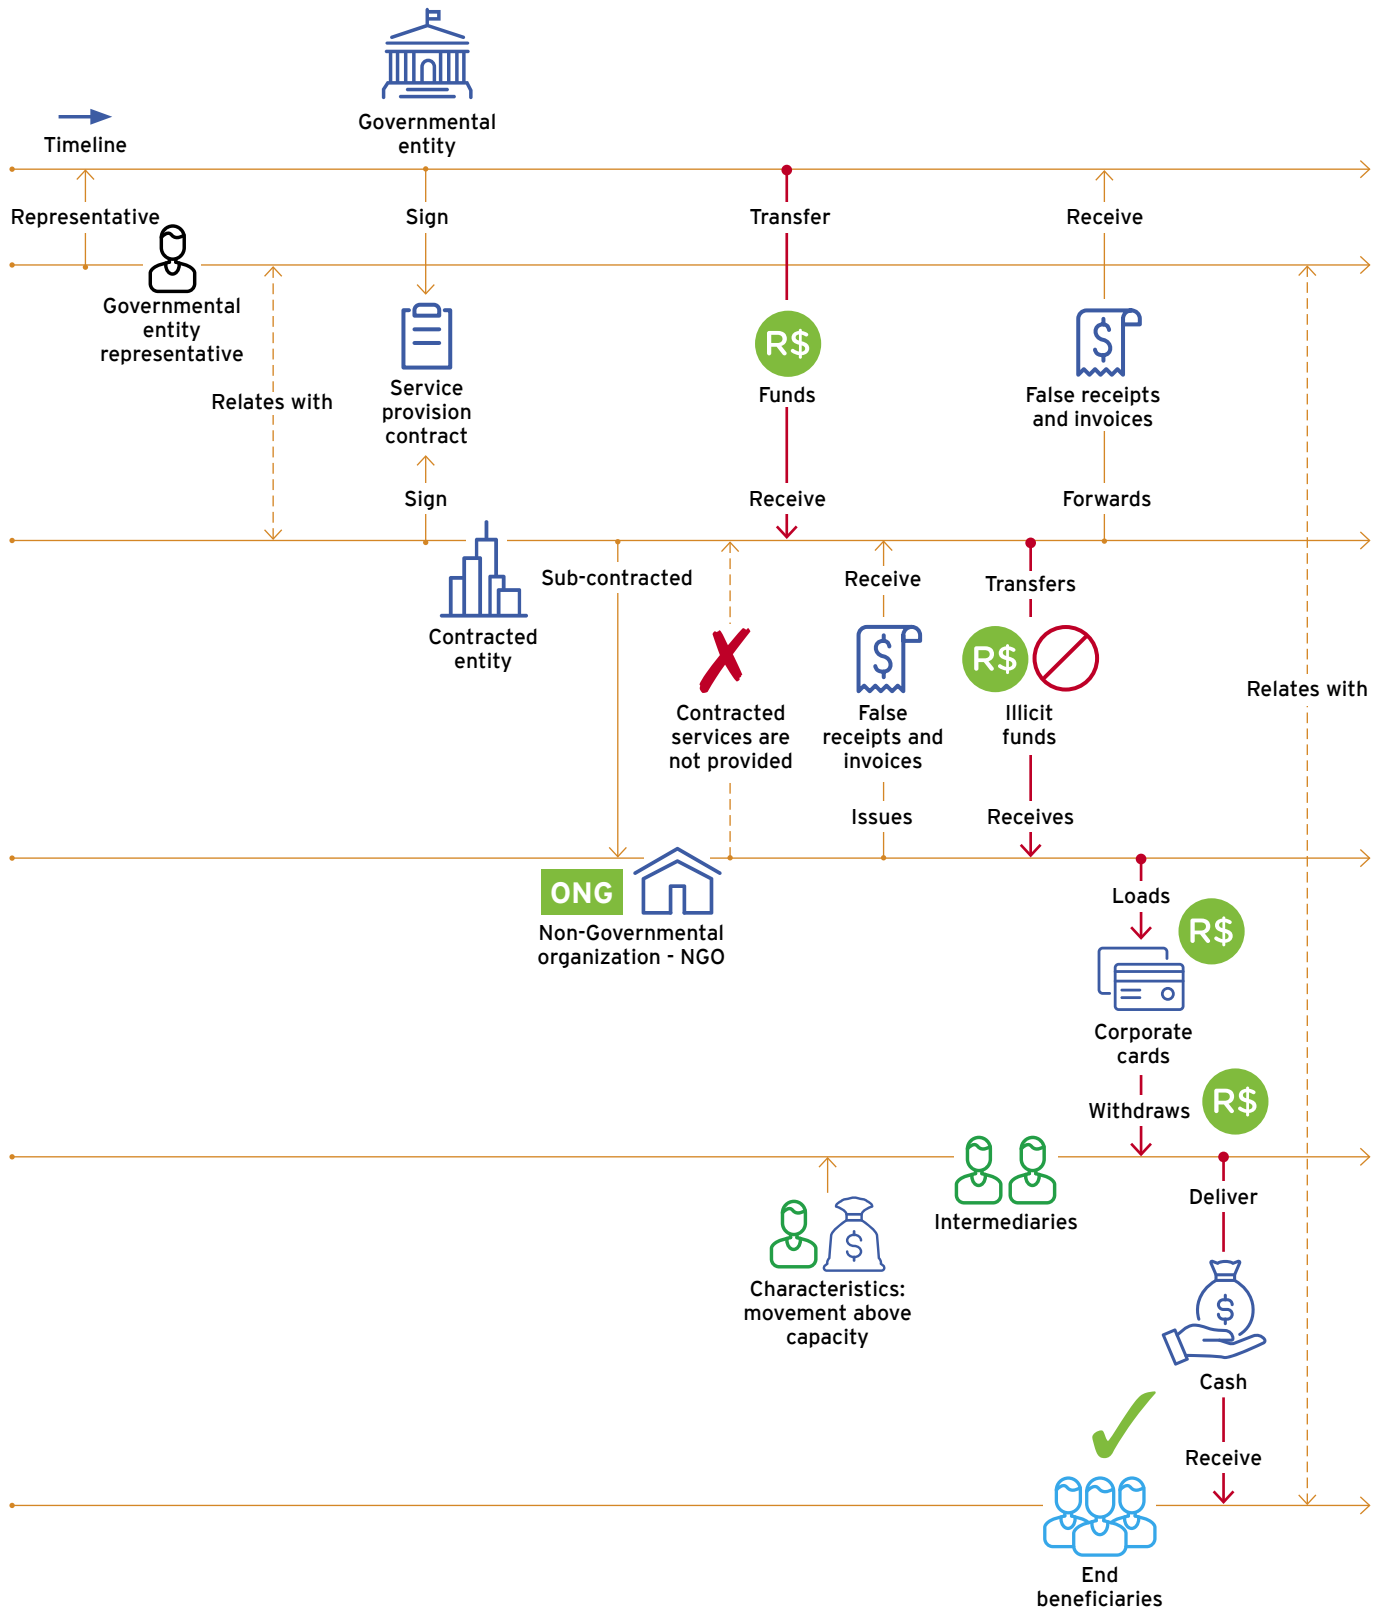 Governmental
entity
Timeline
Representative
Sign
Transfer
Receive
Governmental
entity
representative
Relates with
Service
provision
contract
Sign
R$
Funds
Receive
$
False receipts
and invoices
Forwards
Contracted
entity
Sub-contracted
Contracted
services are
not provided
Receive
$
False
receipts and
invoices
Issues
Transfers
R$
Illicit
funds
Receives
Relates with
ONG
Non-Governmental
organization - NGO
Loads
R$
Corporate
cards
Withdraws
R$
Intermediaries
$
Characteristics:
movement above
capacity
Deliver
$
Cash
Receive
End
beneficiaries